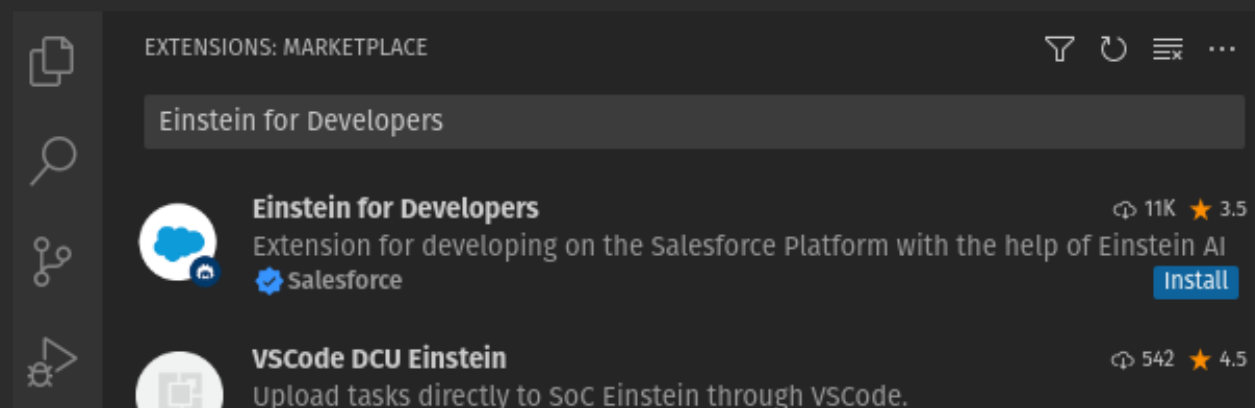 EXTENSIONS: MARKETPLACE
Einstein for Developers
Einstein for Developers 11K 3.5
Extension for developing on the Salesforce Platform with the help of Einstein AI
Salesforce Install
VSCode DCU Einstein 542 4.5
Upload tasks directly to SoC Einstein through VSCode.